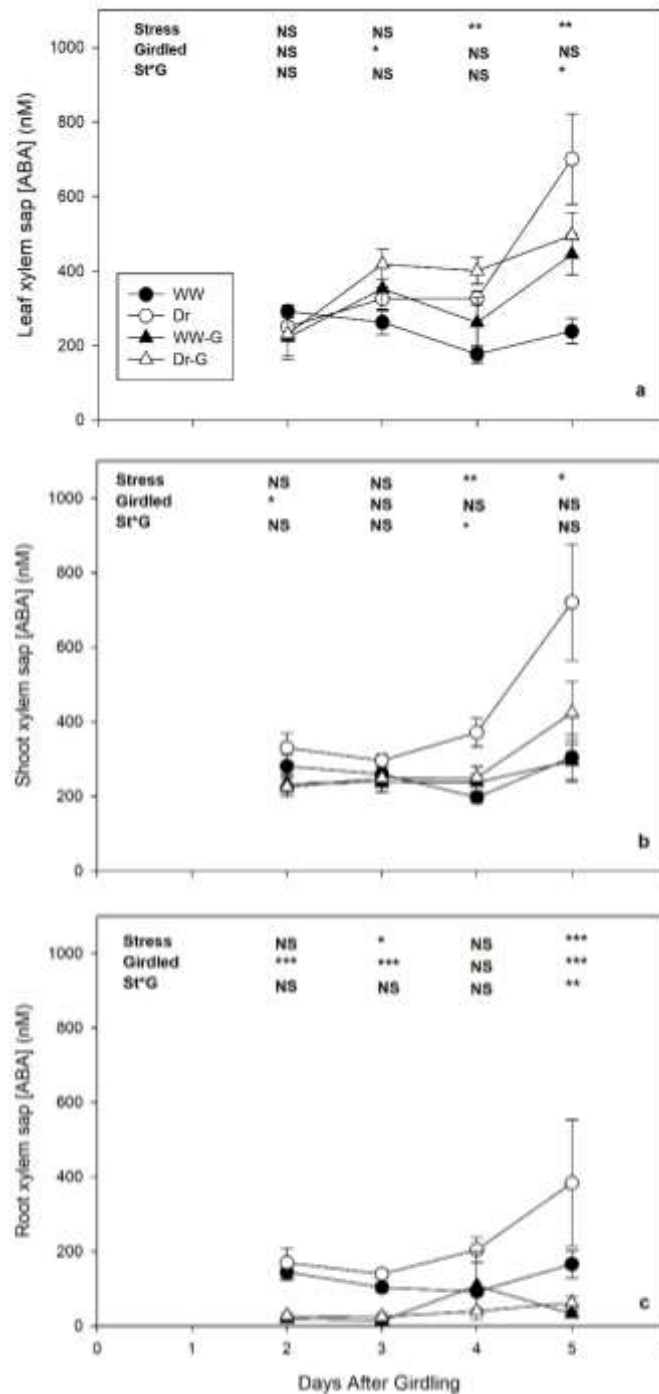 Stress NS NS ** **
Girdled NS * NS NS
St*G NS NS NS *
1000
800
600
400
200
0
Leaf xylem sap [ABA] (nM)
WW
Dr
WW-G
Dr-G
a
Stress NS NS ** *
Girdled * NS NS NS
St*G NS NS * NS
1000
800
600
400
200
0
Shoot xylem sap [ABA] (nM)
b
Stress NS * NS ***
Girdled *** *** NS ***
St*G NS NS NS **
1000
800
600
400
200
0
Root xylem sap [ABA] (nM)
c
0 1 2 3 4 5
Days After Girdling